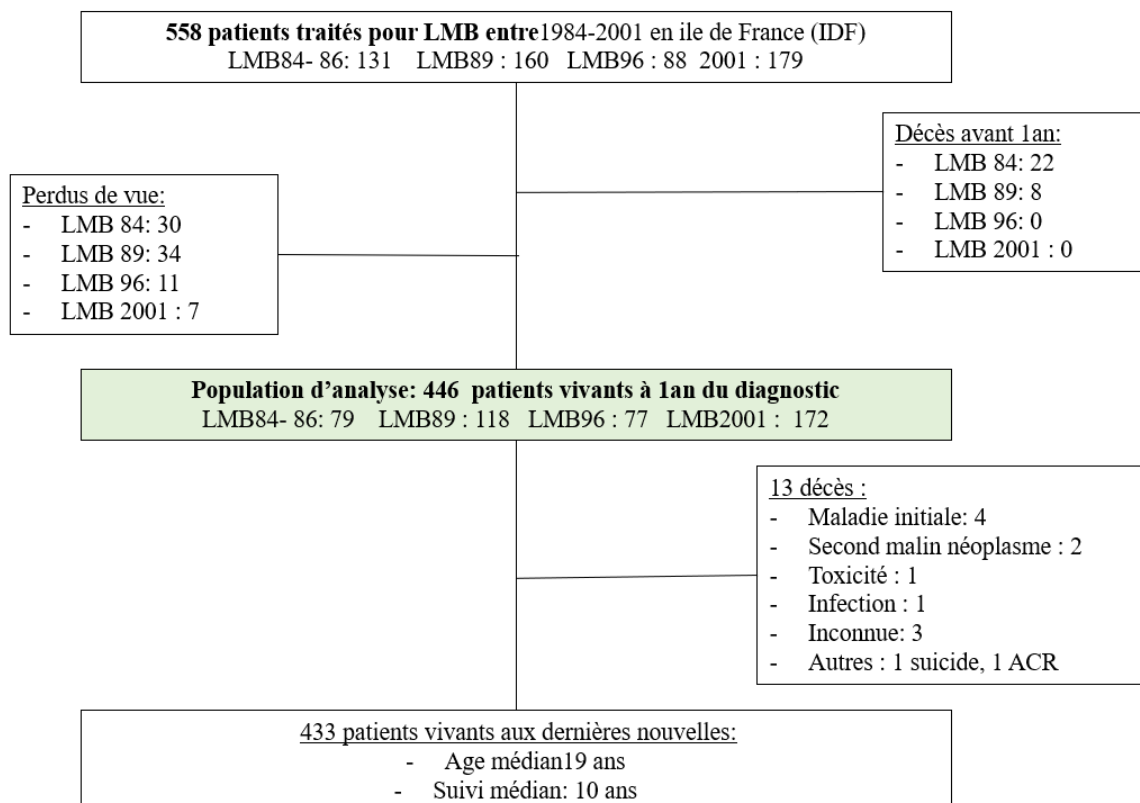 558 patients traités pour LMB entre1984-2001 en ile de France (IDF)
LMB84- 86: 131 LMB89 : 160 LMB96 : 88 2001 : 179
Décès avant 1an:
- LMB 84: 22
- LMB 89: 8
- LMB 96: 0
- LMB 2001 : 0
Perdus de vue:
- LMB 84: 30
- LMB 89: 34
- LMB 96: 11
- LMB 2001 : 7
Population d’analyse: 446 patients vivants à 1an du diagnostic
LMB84- 86: 79 LMB89 : 118 LMB96 : 77 LMB2001 : 172
13 décès :
- Maladie initiale: 4
- Second malin néoplasme : 2
- Toxicité : 1
- Infection : 1
- Inconnue: 3
- Autres : 1 suicide, 1 ACR
433 patients vivants aux dernières nouvelles:
- Age médian19 ans
- Suivi médian: 10 ans